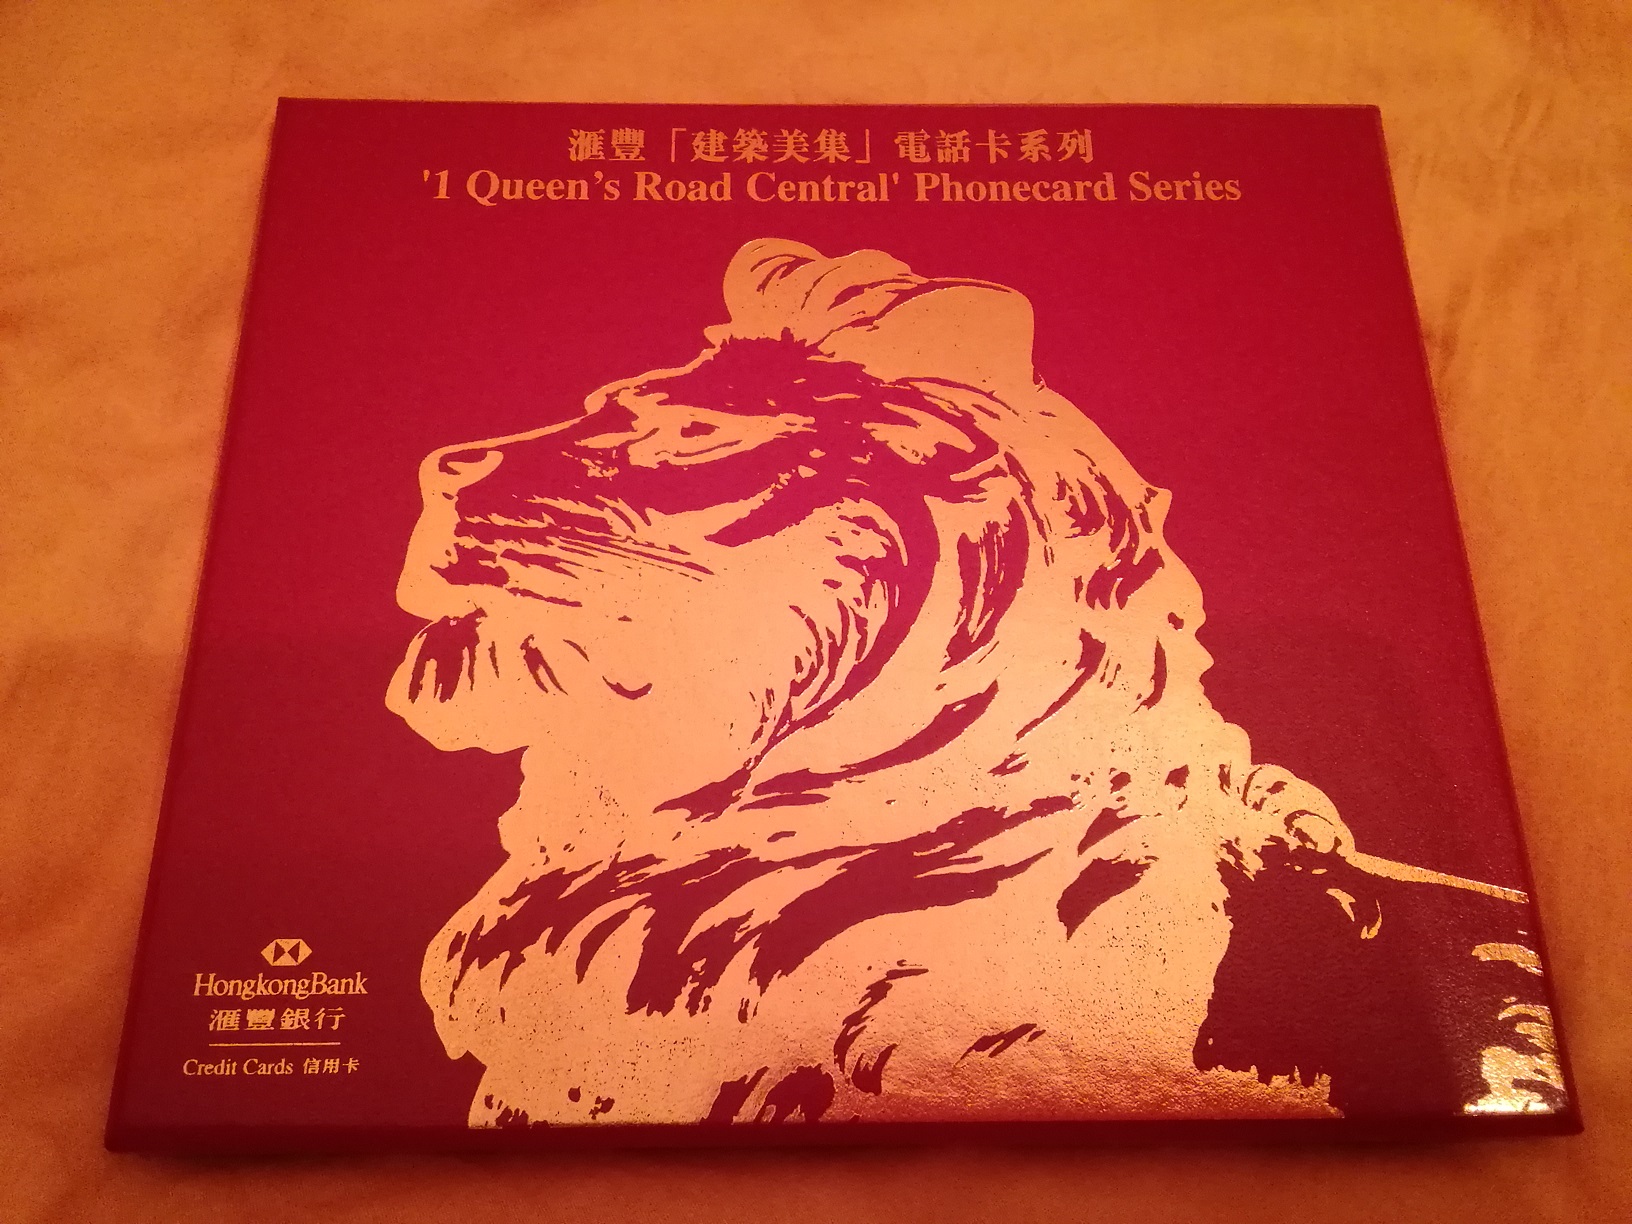 滙豐「建築美集」電話卡系列
'1 Queen’s Road Central' Phonecard Series
HongkongBank
滙豐銀行
Credit Cards 信用卡